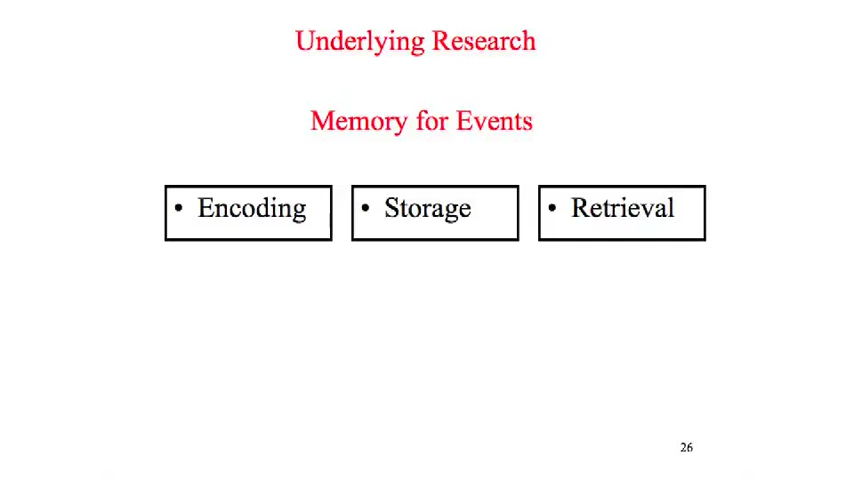 Underlying Research
Memory for Events
• Encoding
• Storage
• Retrieval
26